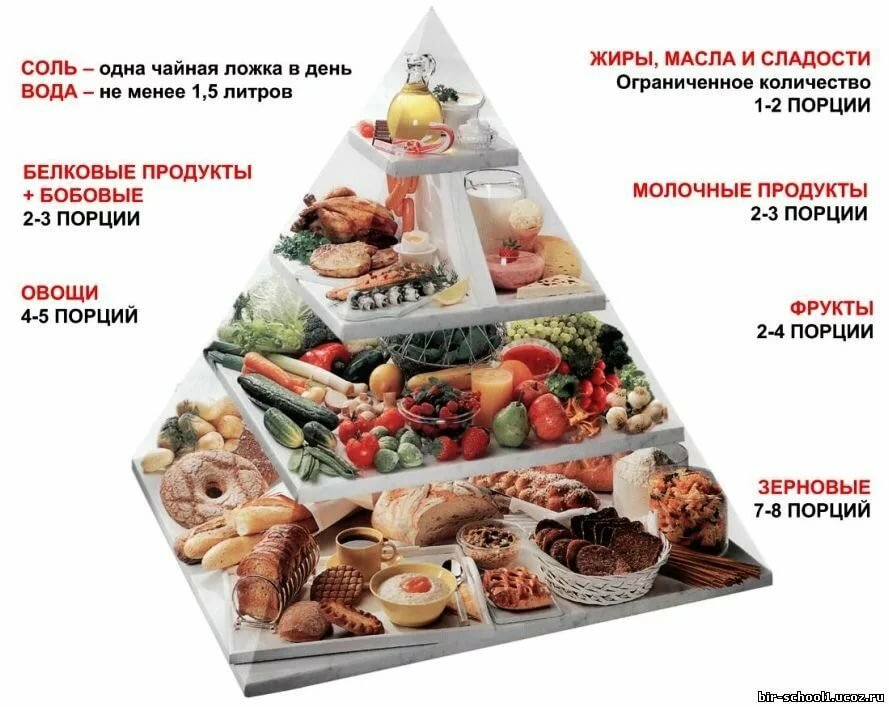 СОЛЬ – одна чайная ложка в день
ВОДА – не менее 1,5 литров
ЖИРЫ, МАСЛА И СЛАДОСТИ
Ограниченное количество
1-2 ПОРЦИИ
БЕЛКОВЫЕ ПРОДУКТЫ
+ БОБОВЫЕ
2-3 ПОРЦИИ
МОЛОЧНЫЕ ПРОДУКТЫ
2-3 ПОРЦИИ
ОВОЩИ
4-5 ПОРЦИЙ
ФРУКТЫ
2-4 ПОРЦИИ
ЗЕРНОВЫЕ
7-8 ПОРЦИЙ
bir-school1.ucoz.ru